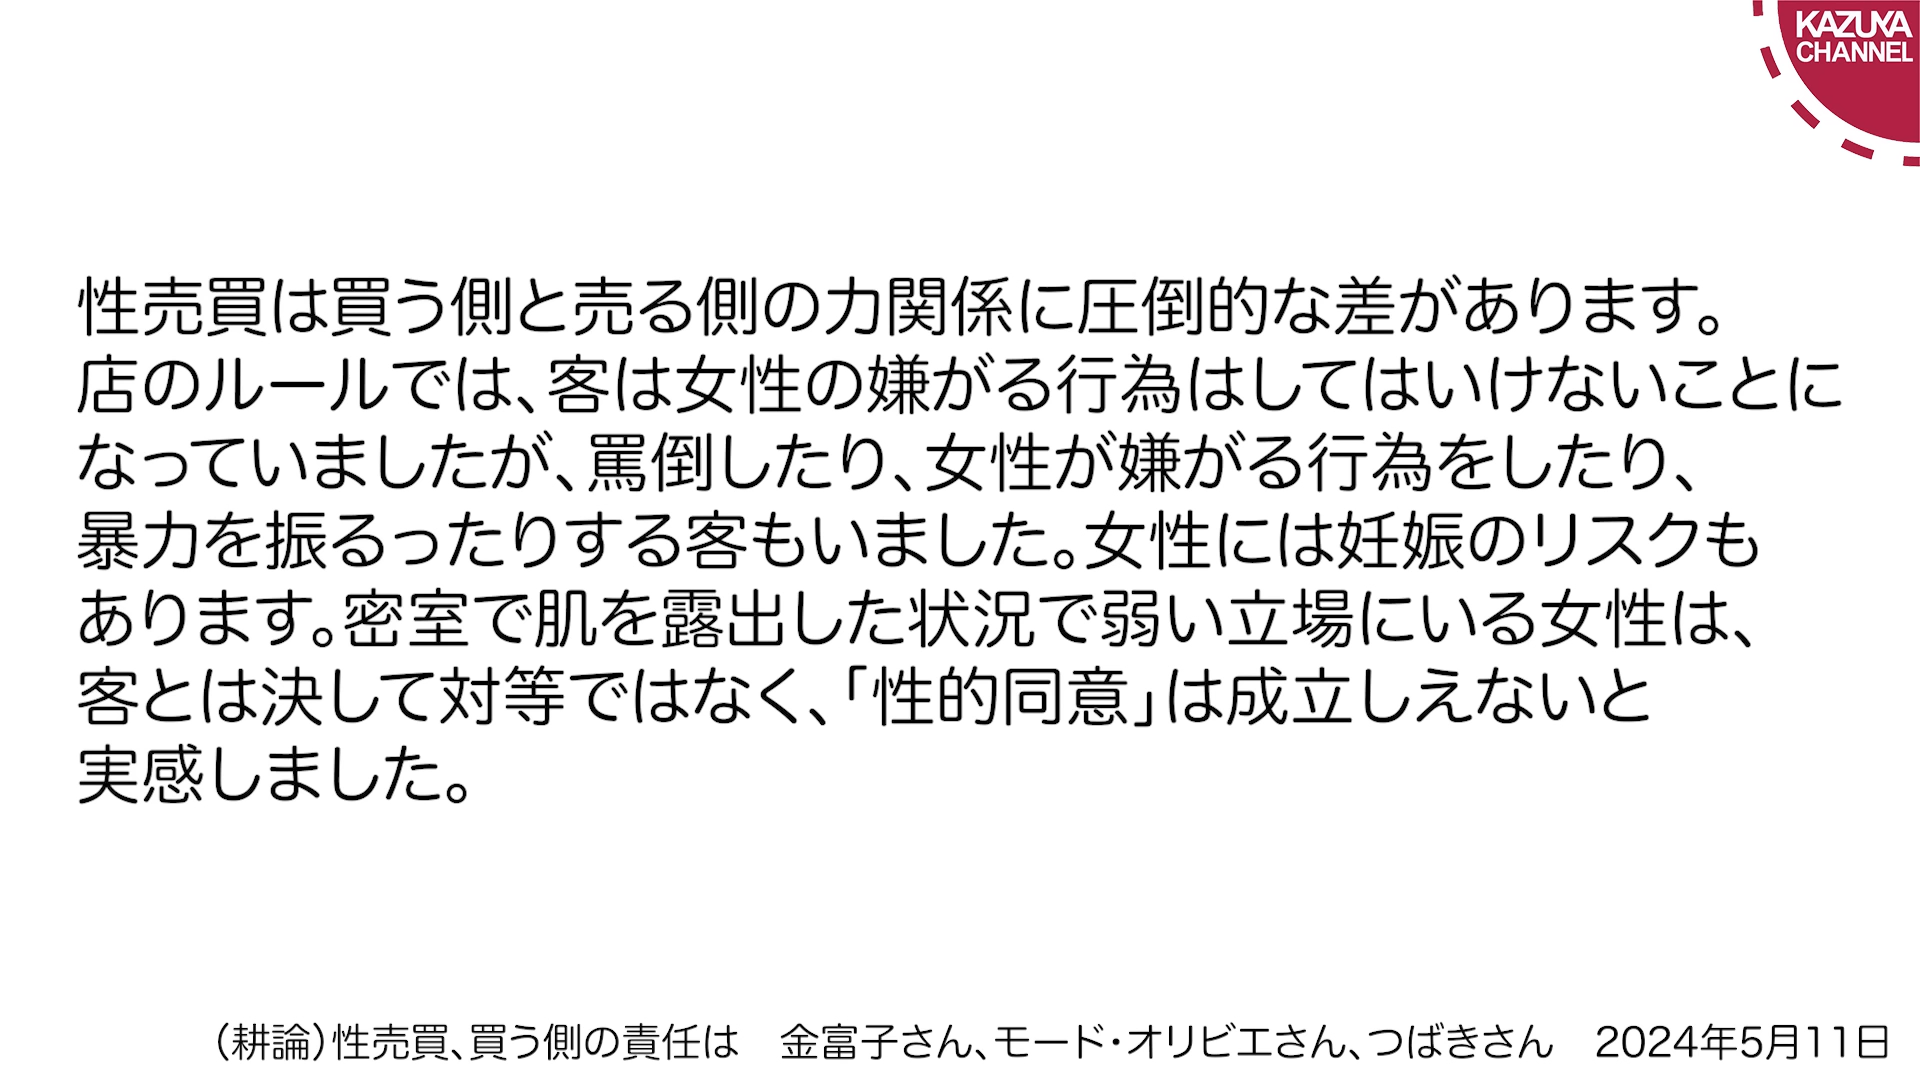 KAZUYA
CHANNEL
性売買は買う側と売る側の力関係に圧倒的な差があります。
店のルールでは、客は女性の嫌がる行為はしてはいけないことに
なっていましたが、罵倒したり、女性が嫌がる行為をしたり、
暴力を振るったりする客もいました。女性には妊娠のリスクも
あります。密室で肌を露出した状況で弱い立場にいる女性は、
客とは決して対等ではなく、「性的同意」は成立しえないと
実感しました。
（耕論）性売買、買う側の責任は　金富子さん、モード・オリビエさん、つばきさん　2024年5月11日